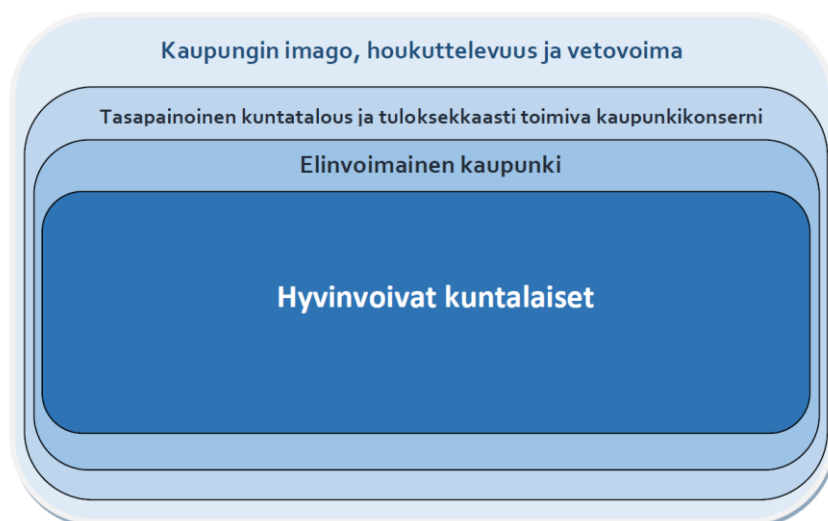 Kaupungin imago, houkuttelevuus ja vetovoima
Tasapainoinen kuntatalous ja tuloksekkaasti toimiva kaupunkikonserni
Elinvoimainen kaupunki
Hyvinvoivat kuntalaiset